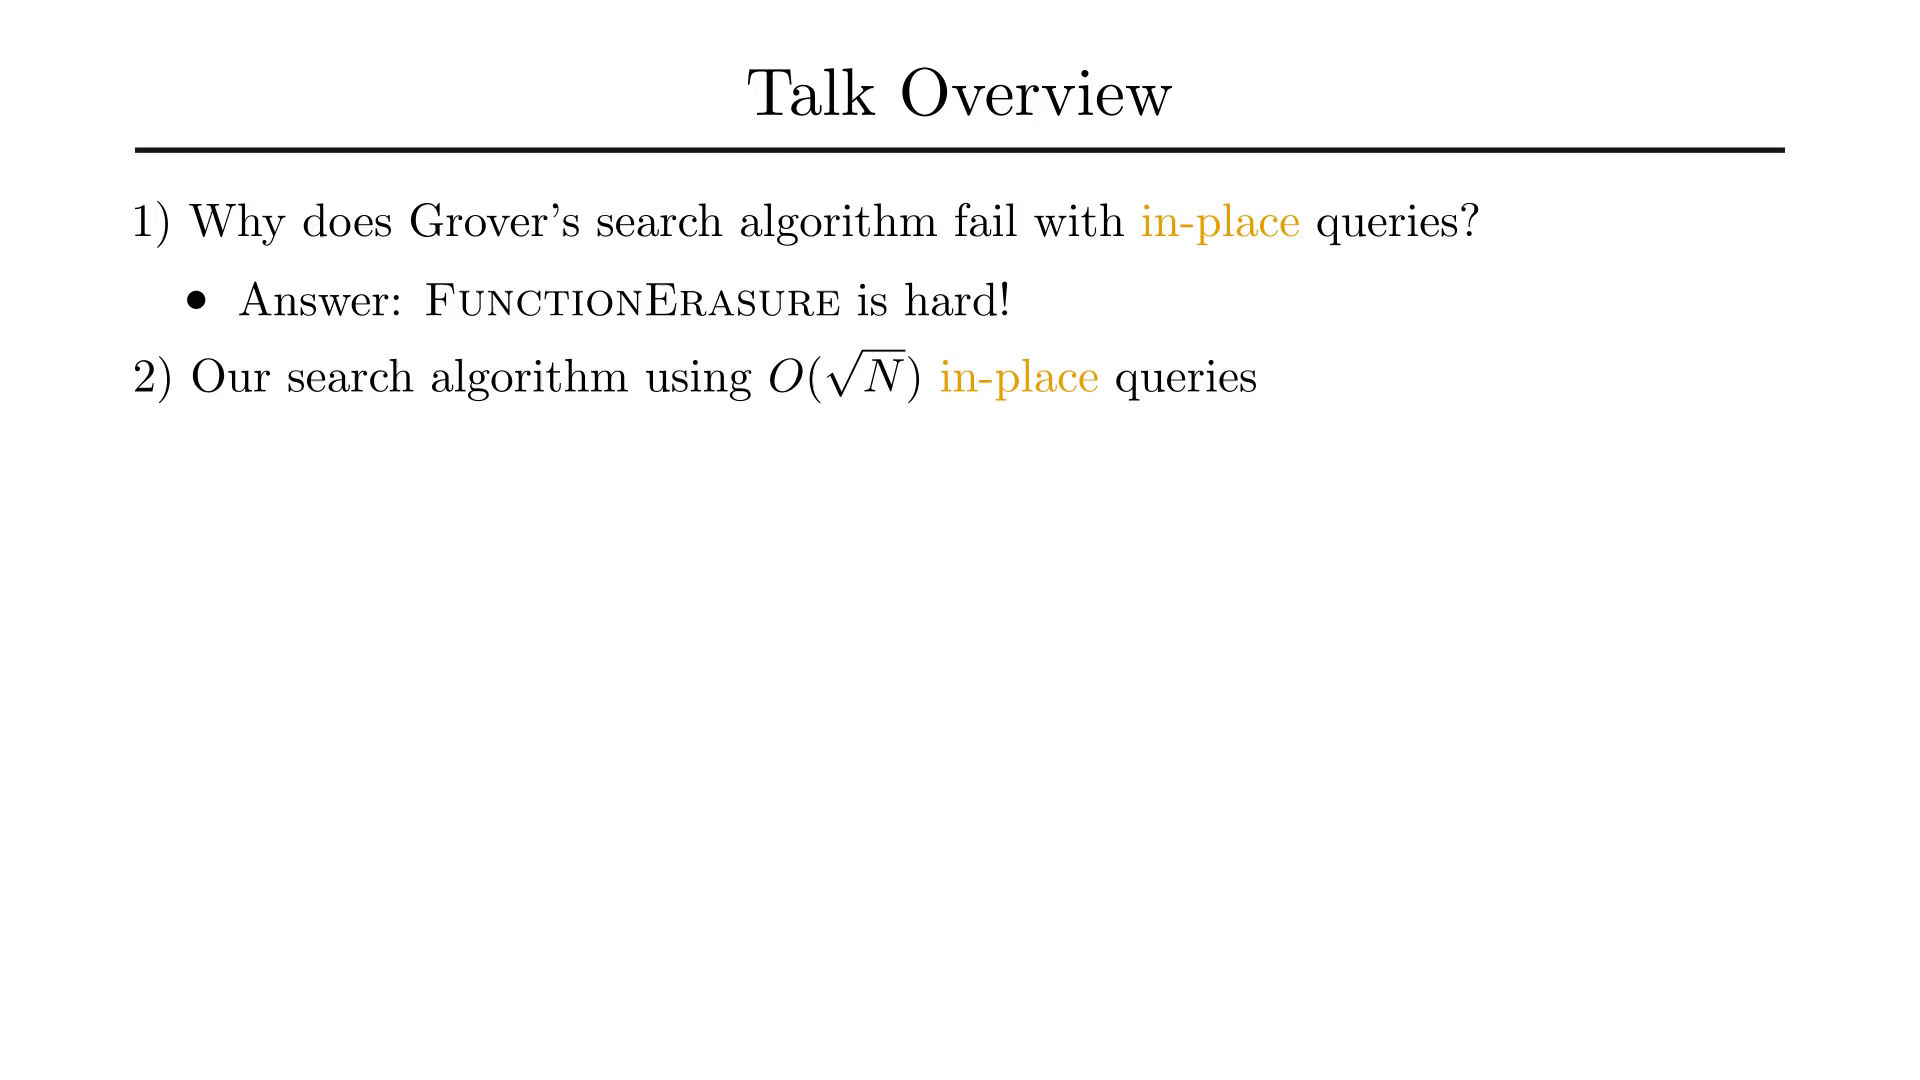 Talk Overview
1) Why does Grover's search algorithm fail with in-place queries?
• Answer: FUNCTIONERASURE is hard!
2) Our search algorithm using O(√N) in-place queries